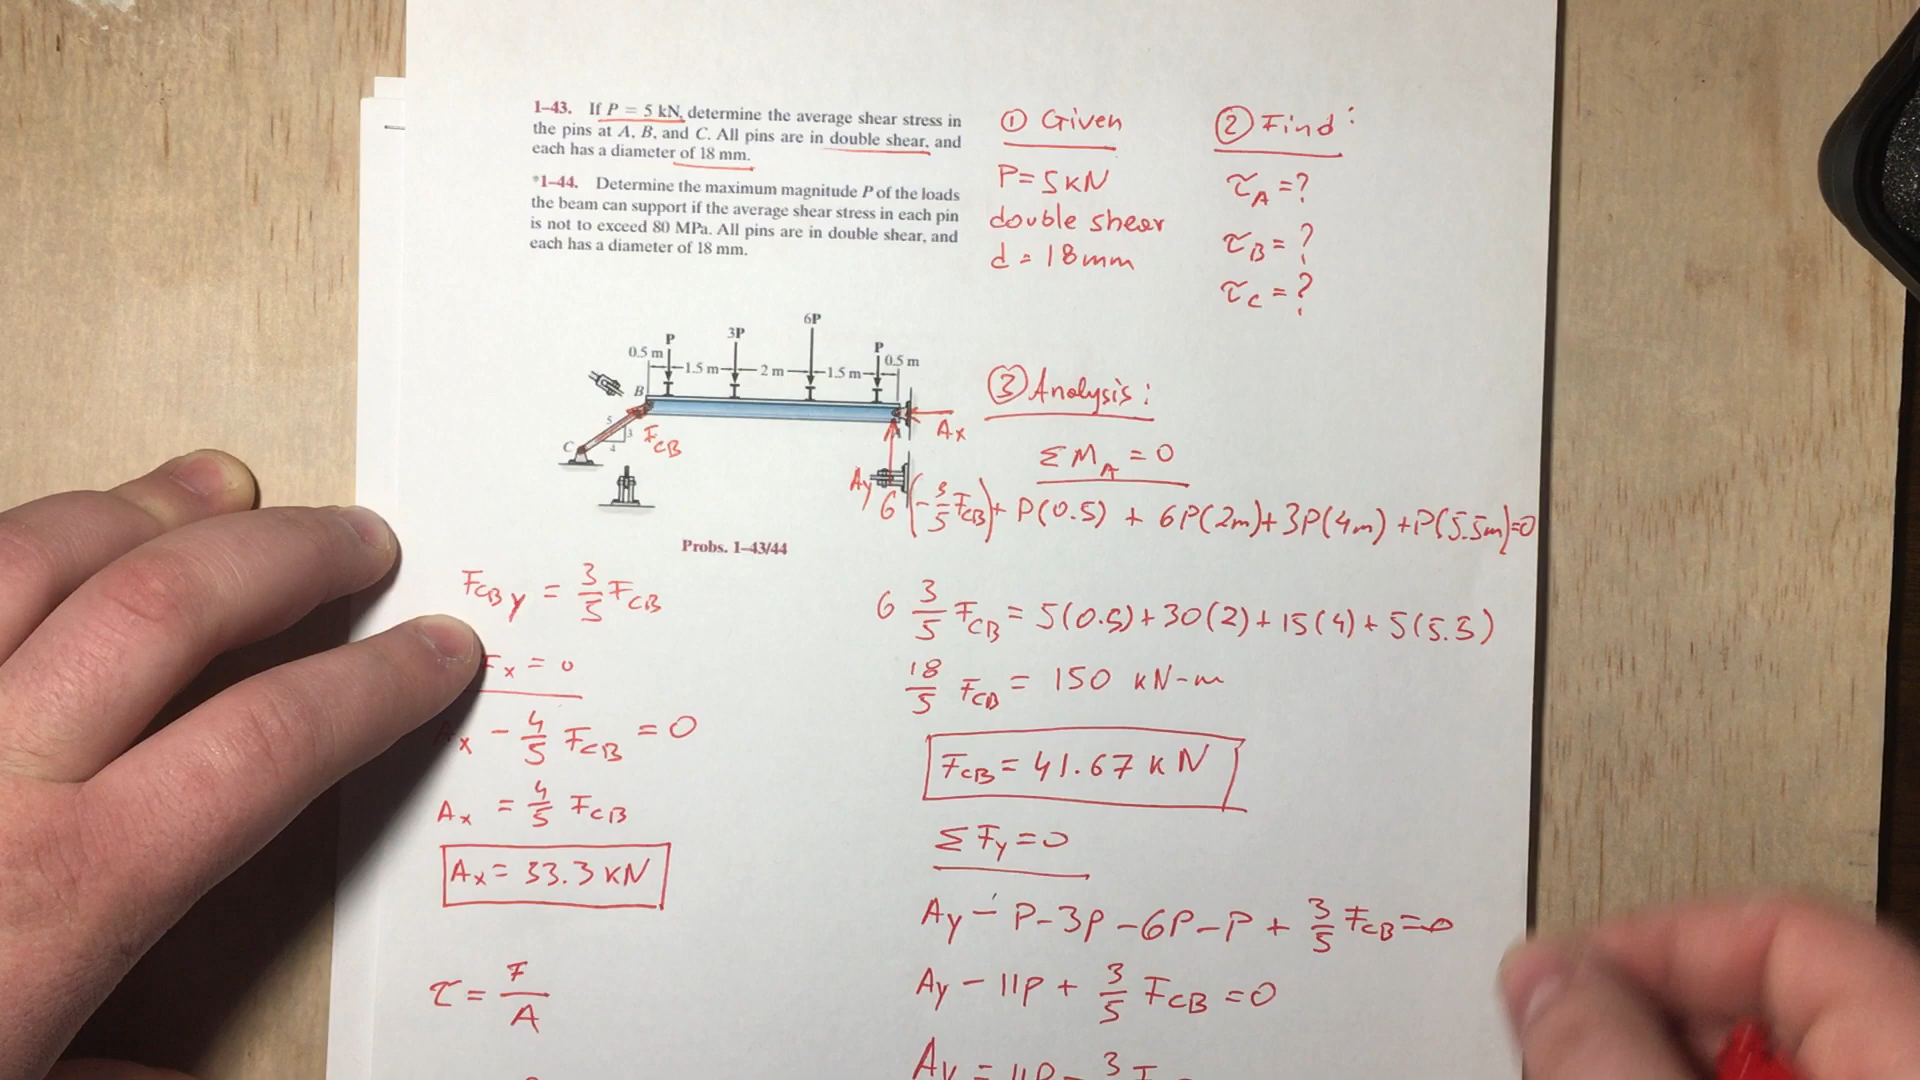 1–43. If P = 5 kN, determine the average shear stress in
the pins at A, B, and C. All pins are in double shear, and
each has a diameter of 18 mm.
*1–44. Determine the maximum magnitude P of the loads
the beam can support if the average shear stress in each pin
is not to exceed 80 MPa. All pins are in double shear, and
each has a diameter of 18 mm.
① Given
P=5KN
double shear
d = 18mm
② Find:
τA =?
τB = ?
τC = ?
6P
3P
P
P
0.5 m
1.5 m
2 m
1.5 m
0.5 m
B
5
3
4
C
FCB
Ax
Ay
Probs. 1–43/44
③ Analysis:
ΣMA = 0
6(-3/5 FCB)+ P(0.5) + 6P(2m)+3P(4m)+P(5.5m)=0
6 3/5 FCB = 5(0.5)+30(2)+15(4)+5(5.5)
18/5 FCB = 150 kN-m
FCB = 41.67 kN
ΣFy=0
Ay - P-3P-6P-P + 3/5 FCB=0
Ay - 11P + 3/5 FCB =0
Ay = 11P - 3
FCBy = 3/5 FCB
Fx = 0
Ax - 4/5 FCB = 0
Ax = 4/5 FCB
Ax = 33.3 KN
τ = F/A